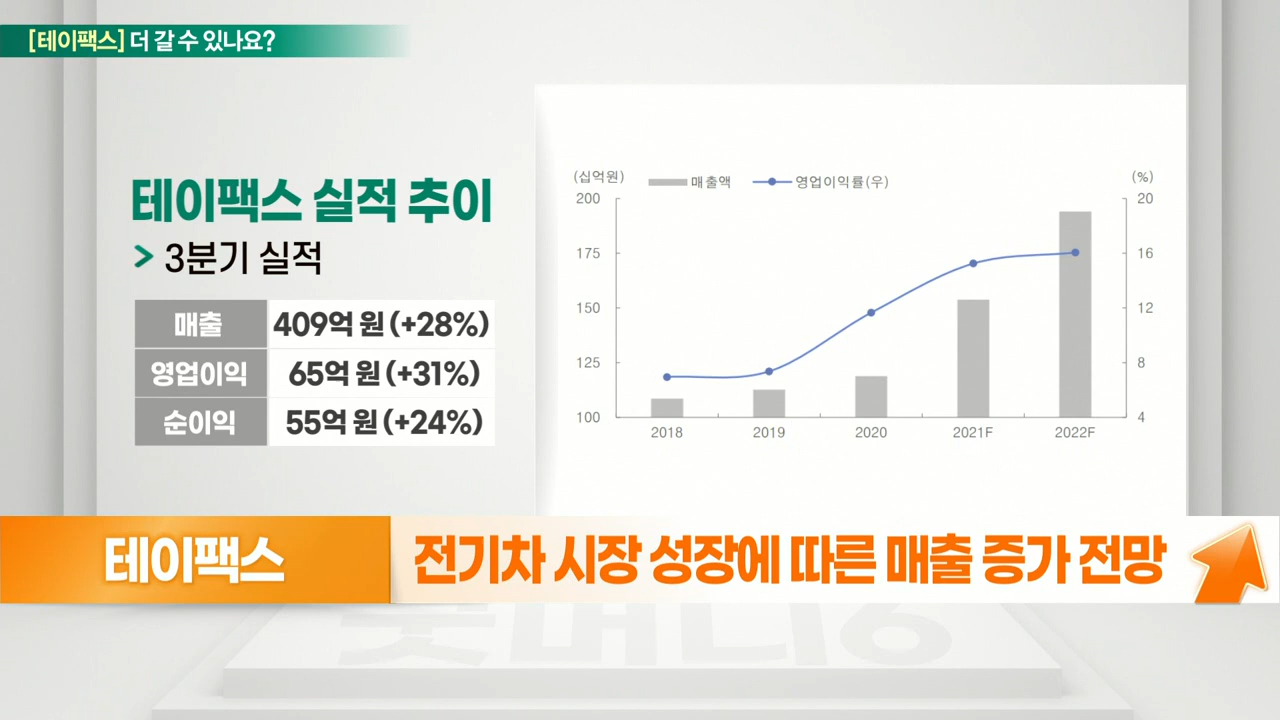 [테이팩스] 더 갈 수 있나요?
테이팩스 실적 추이
> 3분기 실적
매출 409억 원 (+28%)
영업이익 65억 원 (+31%)
순이익 55억 원 (+24%)
(십억원) 매출액 영업이익률(우) (%)
200 20
175 16
150 12
125 8
100 4
2018 2019 2020 2021F 2022F
테이팩스 전기차 시장 성장에 따른 매출 증가 전망
굿머니6